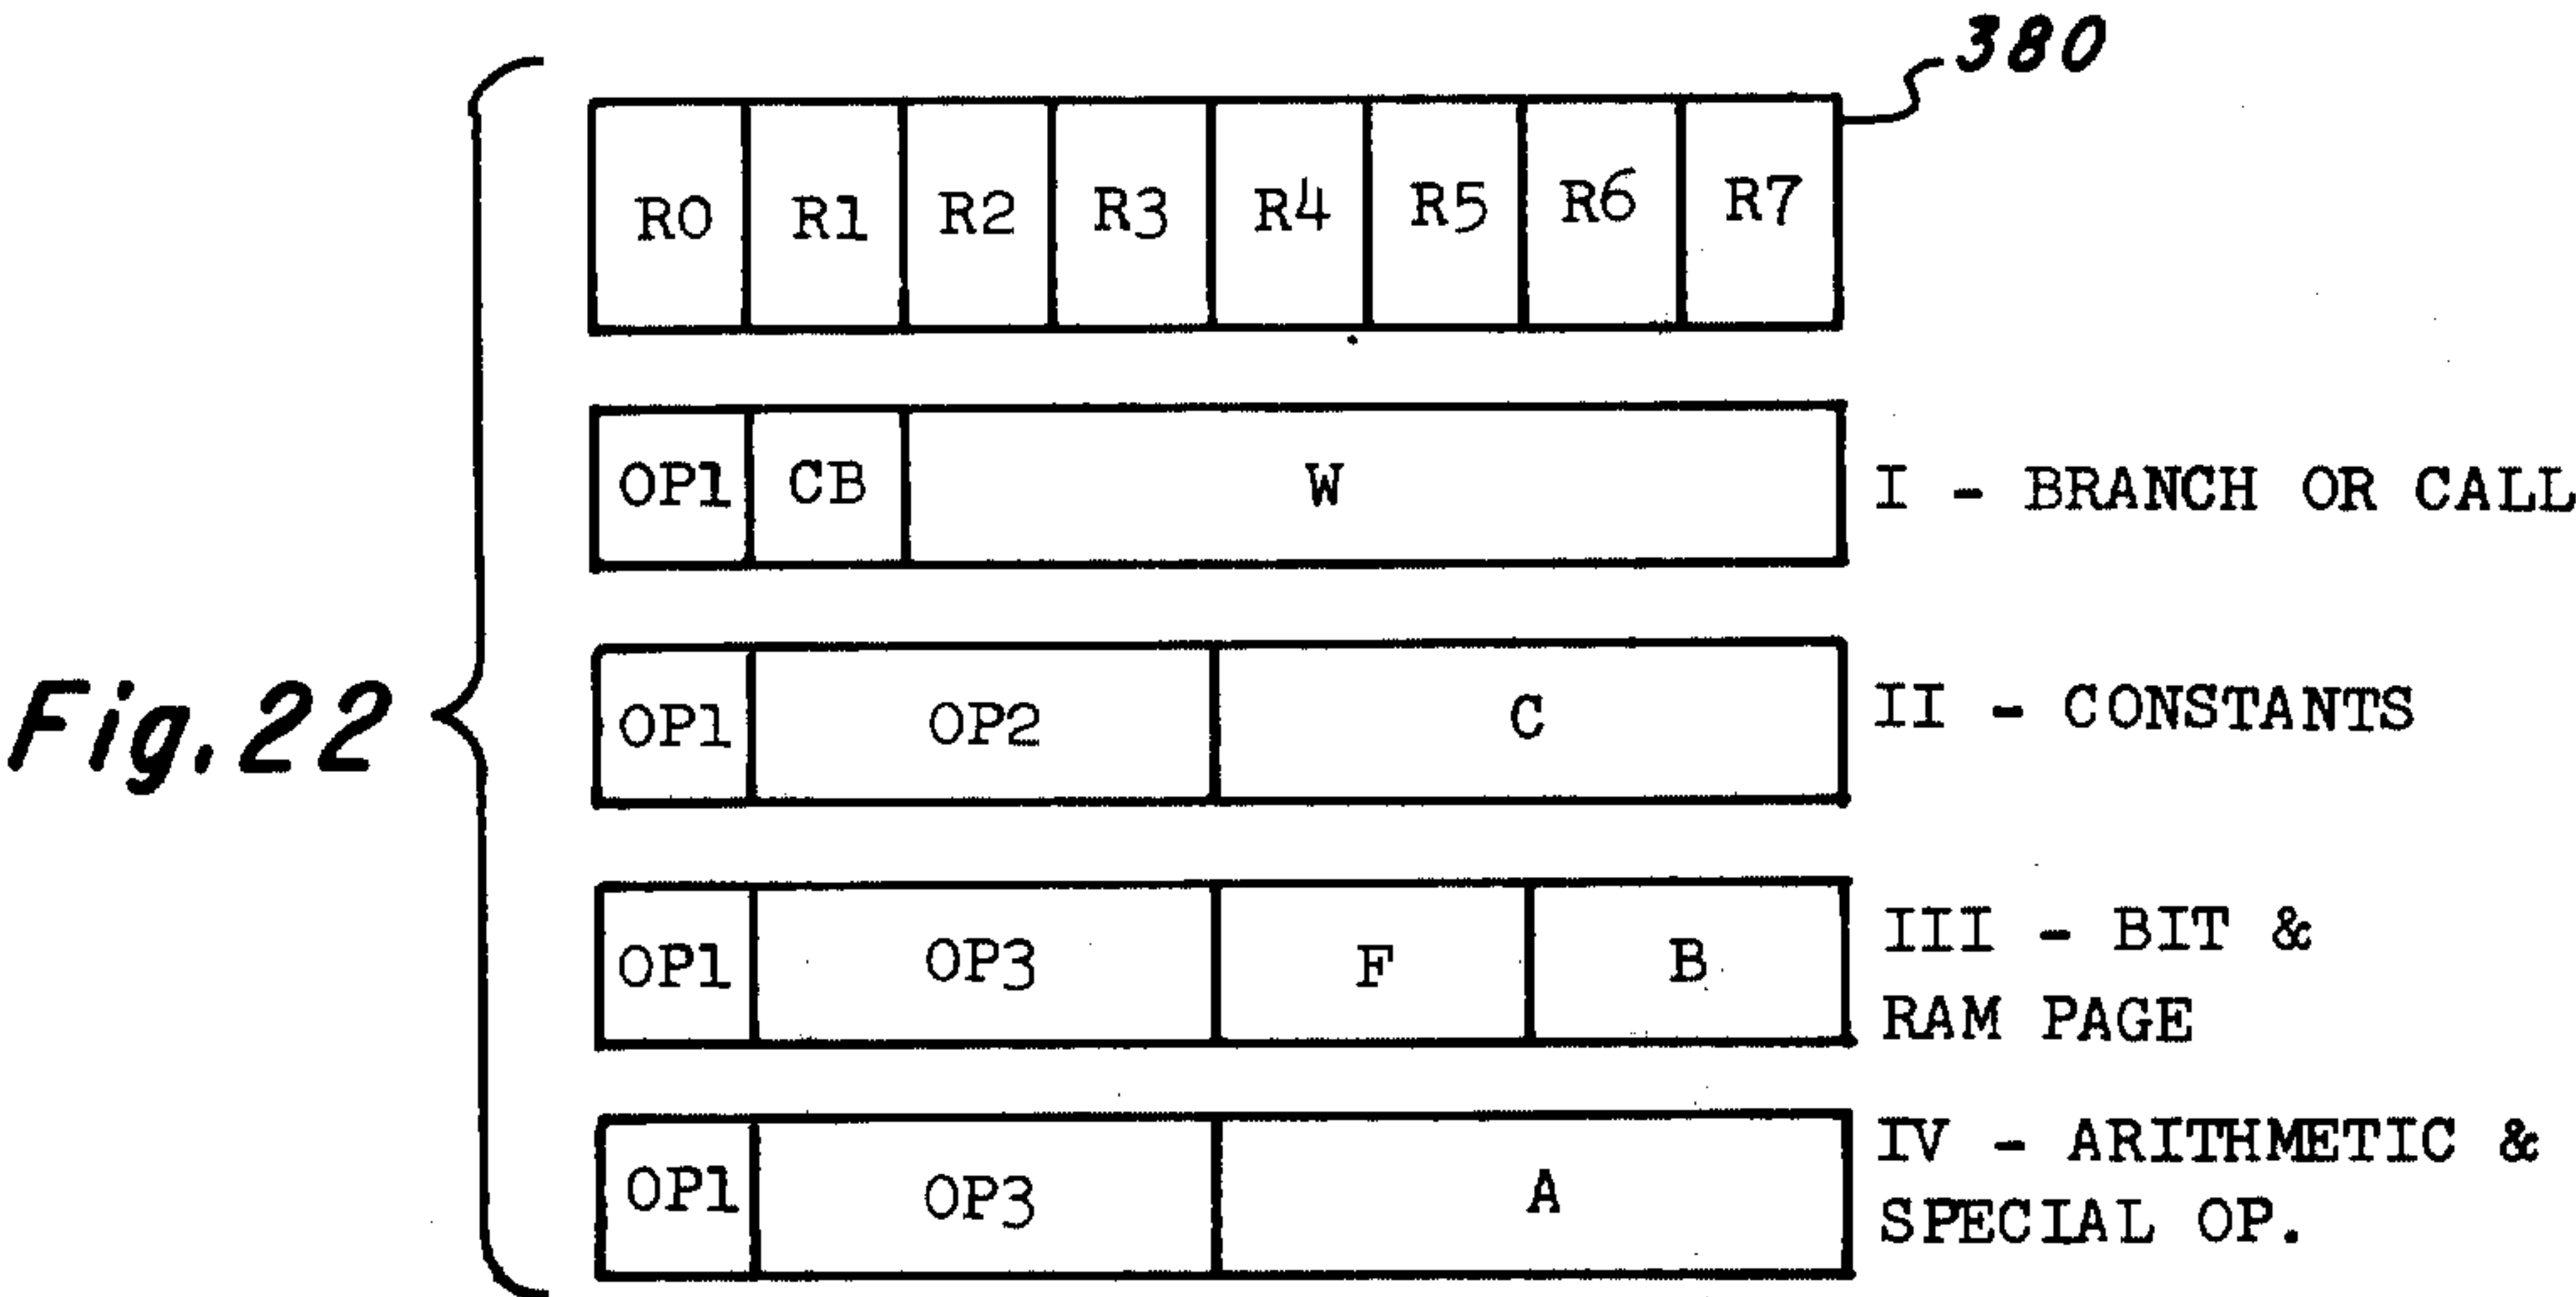 380
R0 R1 R2 R3 R4 R5 R6 R7
OP1 CB W I - BRANCH OR CALL
Fig. 22
OP1 OP2 C II - CONSTANTS
OP1 OP3 F B III - BIT &
RAM PAGE
OP1 OP3 A IV - ARITHMETIC &
SPECIAL OP.